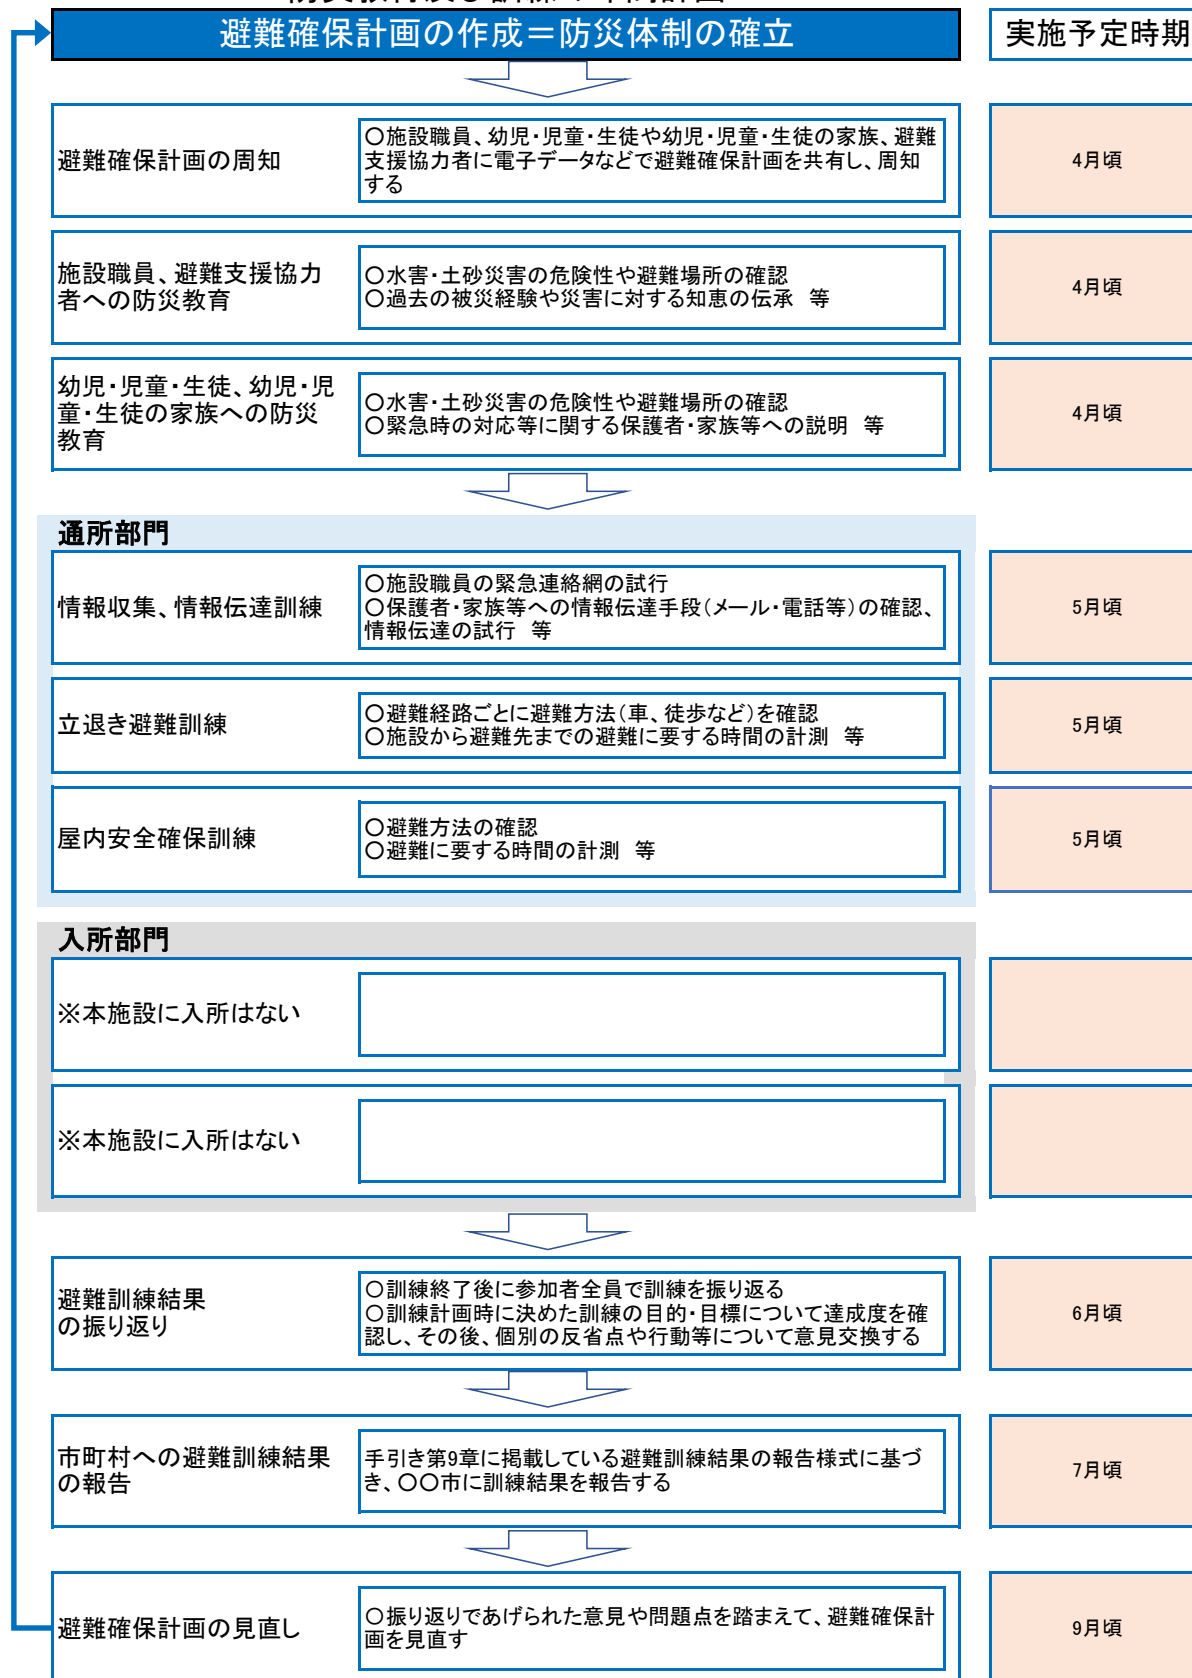 避難確保計画の作成＝防災体制の確立
実施予定時期
避難確保計画の周知
○施設職員、幼児・児童・生徒や幼児・児童・生徒の家族、避難
支援協力者に電子データなどで避難確保計画を共有し、周知
する
4月頃
施設職員、避難支援協力
者への防災教育
○水害・土砂災害の危険性や避難場所の確認
○過去の被災経験や災害に対する知恵の伝承　等
4月頃
幼児・児童・生徒、幼児・児
童・生徒の家族への防災
教育
○水害・土砂災害の危険性や避難場所の確認
○緊急時の対応等に関する保護者・家族等への説明　等
4月頃
通所部門
情報収集、情報伝達訓練
○施設職員の緊急連絡網の試行
○保護者・家族等への情報伝達手段（メール・電話等）の確認、
情報伝達の試行　等
5月頃
立退き避難訓練
○避難経路ごとに避難方法（車、徒歩など）を確認
○施設から避難先までの避難に要する時間の計測　等
5月頃
屋内安全確保訓練
○避難方法の確認
○避難に要する時間の計測　等
5月頃
入所部門
※本施設に入所はない
※本施設に入所はない
避難訓練結果
の振り返り
○訓練終了後に参加者全員で訓練を振り返る
○訓練計画時に決めた訓練の目的・目標について達成度を確
認し、その後、個別の反省点や行動等について意見交換する
6月頃
市町村への避難訓練結果
の報告
手引き第9章に掲載している避難訓練結果の報告様式に基づ
き、○○市に訓練結果を報告する
7月頃
避難確保計画の見直し
○振り返りであげられた意見や問題点を踏まえて、避難確保計
画を見直す
9月頃